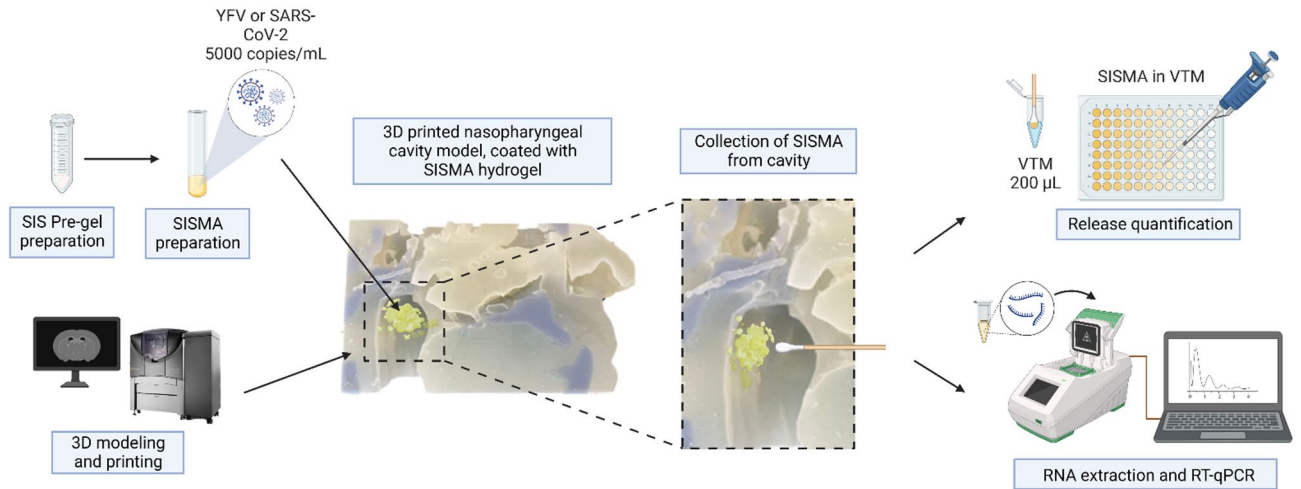 YFV or SARS-
CoV-2
5000 copies/mL
SIS Pre-gel
preparation
SISMA
preparation
3D modeling
and printing
3D printed nasopharyngeal
cavity model, coated with
SISMA hydrogel
Collection of SISMA
from cavity
VTM
200 µL
SISMA in VTM
Release quantification
RNA extraction and RT-qPCR